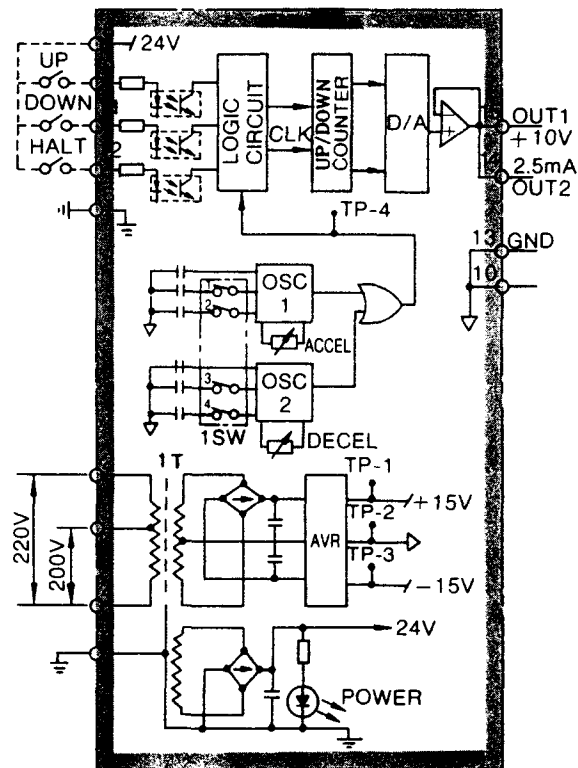 24V
UP
DOWN
HALT
2
LOGIC CIRCUIT
CLK
UP/DOWN COUNTER
D/A
+
OUT1
+10V
2.5mA
OUT2
TP-4
13
GND
10
OSC 1
1
2
ACCEL
OSC 2
3
4
1SW
DECEL
1T
TP-1
+15V
TP-2
AVR
TP-3
-15V
220V
200V
24V
POWER